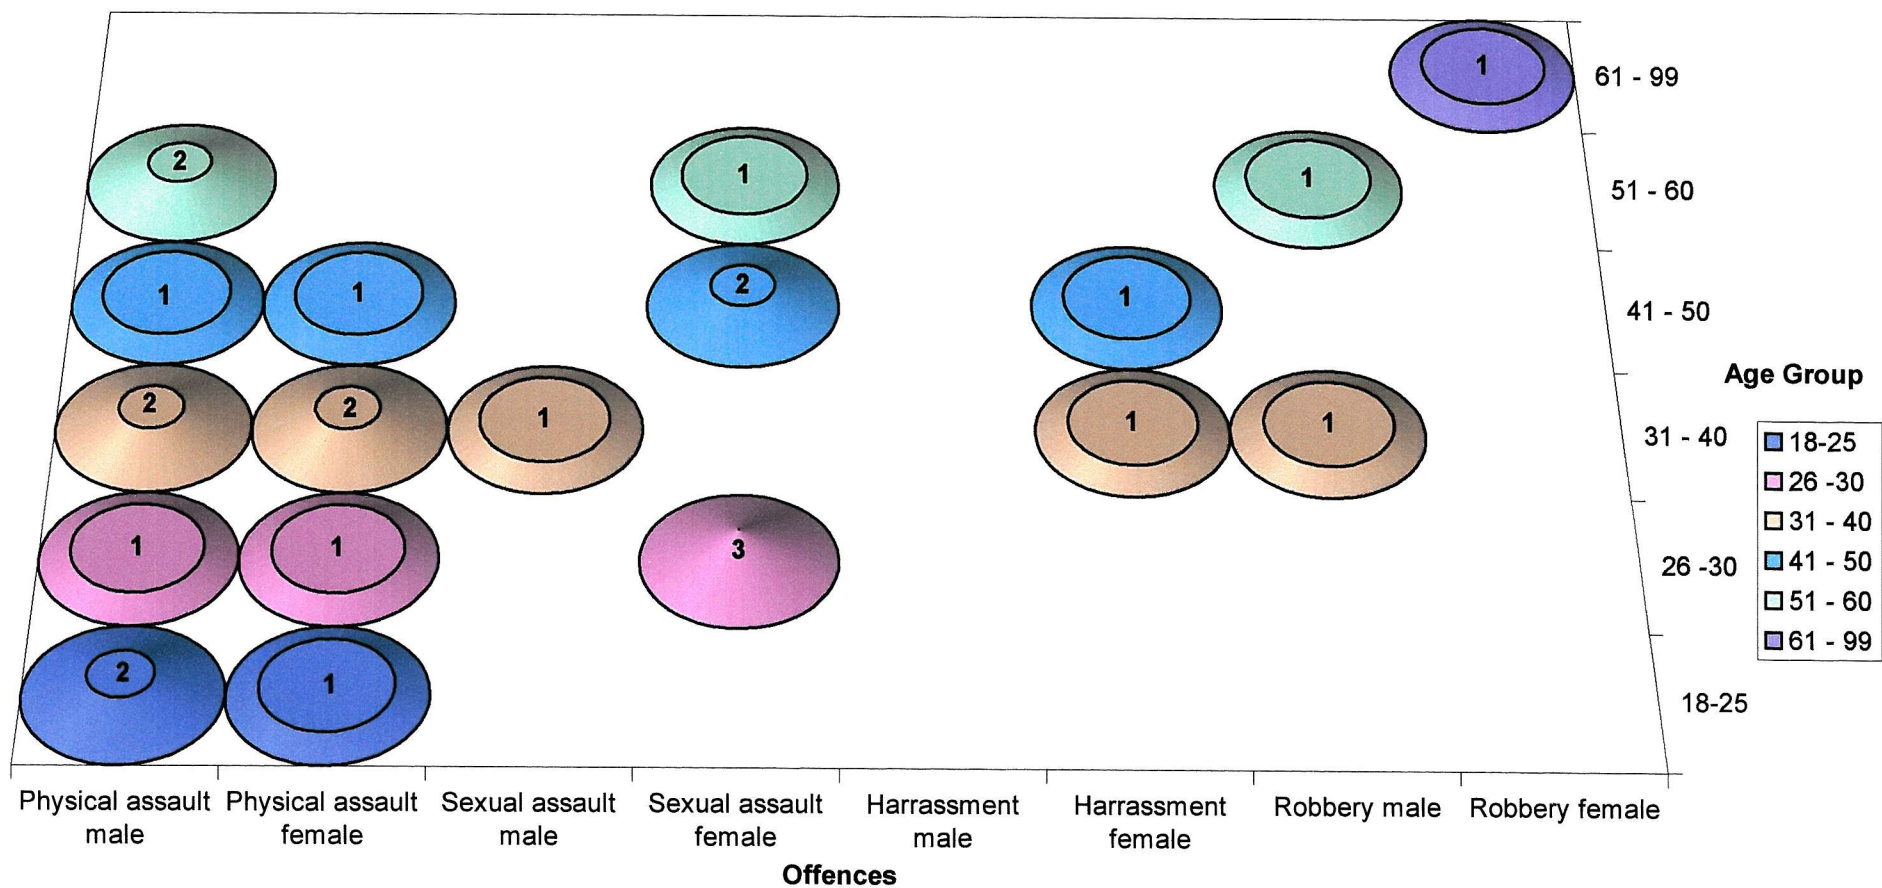 1
61 - 99
2
1
1
51 - 60
1
1
2
1
41 - 50
2
2
1
1
1
31 - 40
1
1
3
26 -30
2
1
18-25
Physical assault
male
Physical assault
female
Sexual assault
male
Sexual assault
female
Harrassment
male
Harrassment
female
Robbery male
Robbery female
Offences
Age Group
18-25
26 -30
31 - 40
41 - 50
51 - 60
61 - 99